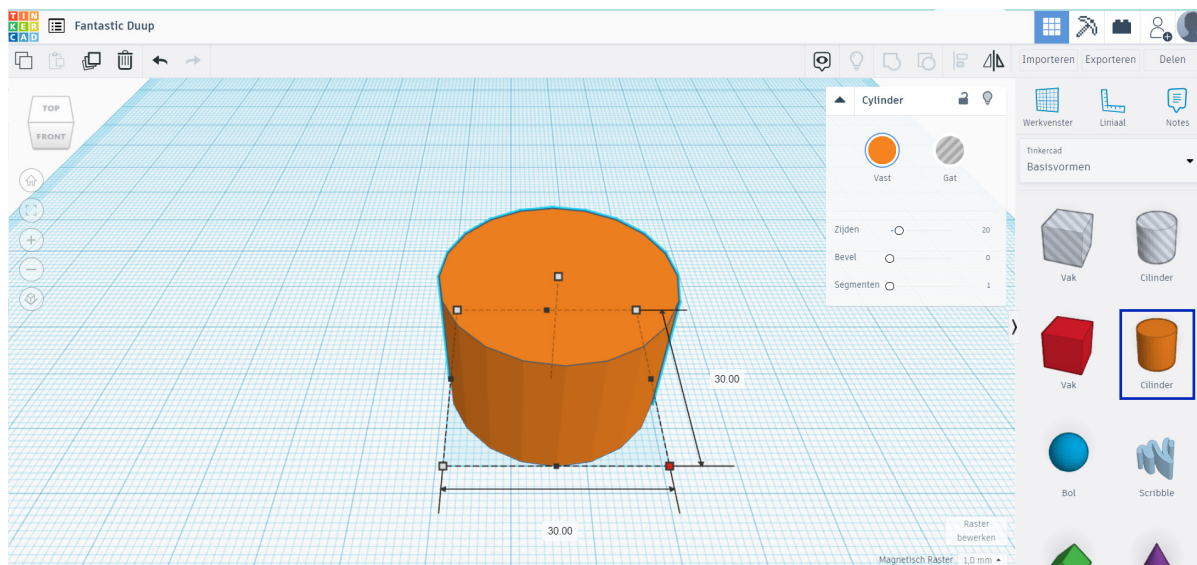 TIN
KER
CAD
Fantastic Duup
Importeren Exporteren Delen
TOP
FRONT
Cylinder
Vast Gat
Zijden 20
Bevel 0
Segmenten 1
Werkvenster Liniaal Notes
Tinkercad
Basisvormen
Vak Cilinder
Vak Cilinder
Bol Scribble
30.00
30.00
Raster
bewerken
Magnetisch Raster 1,0 mm